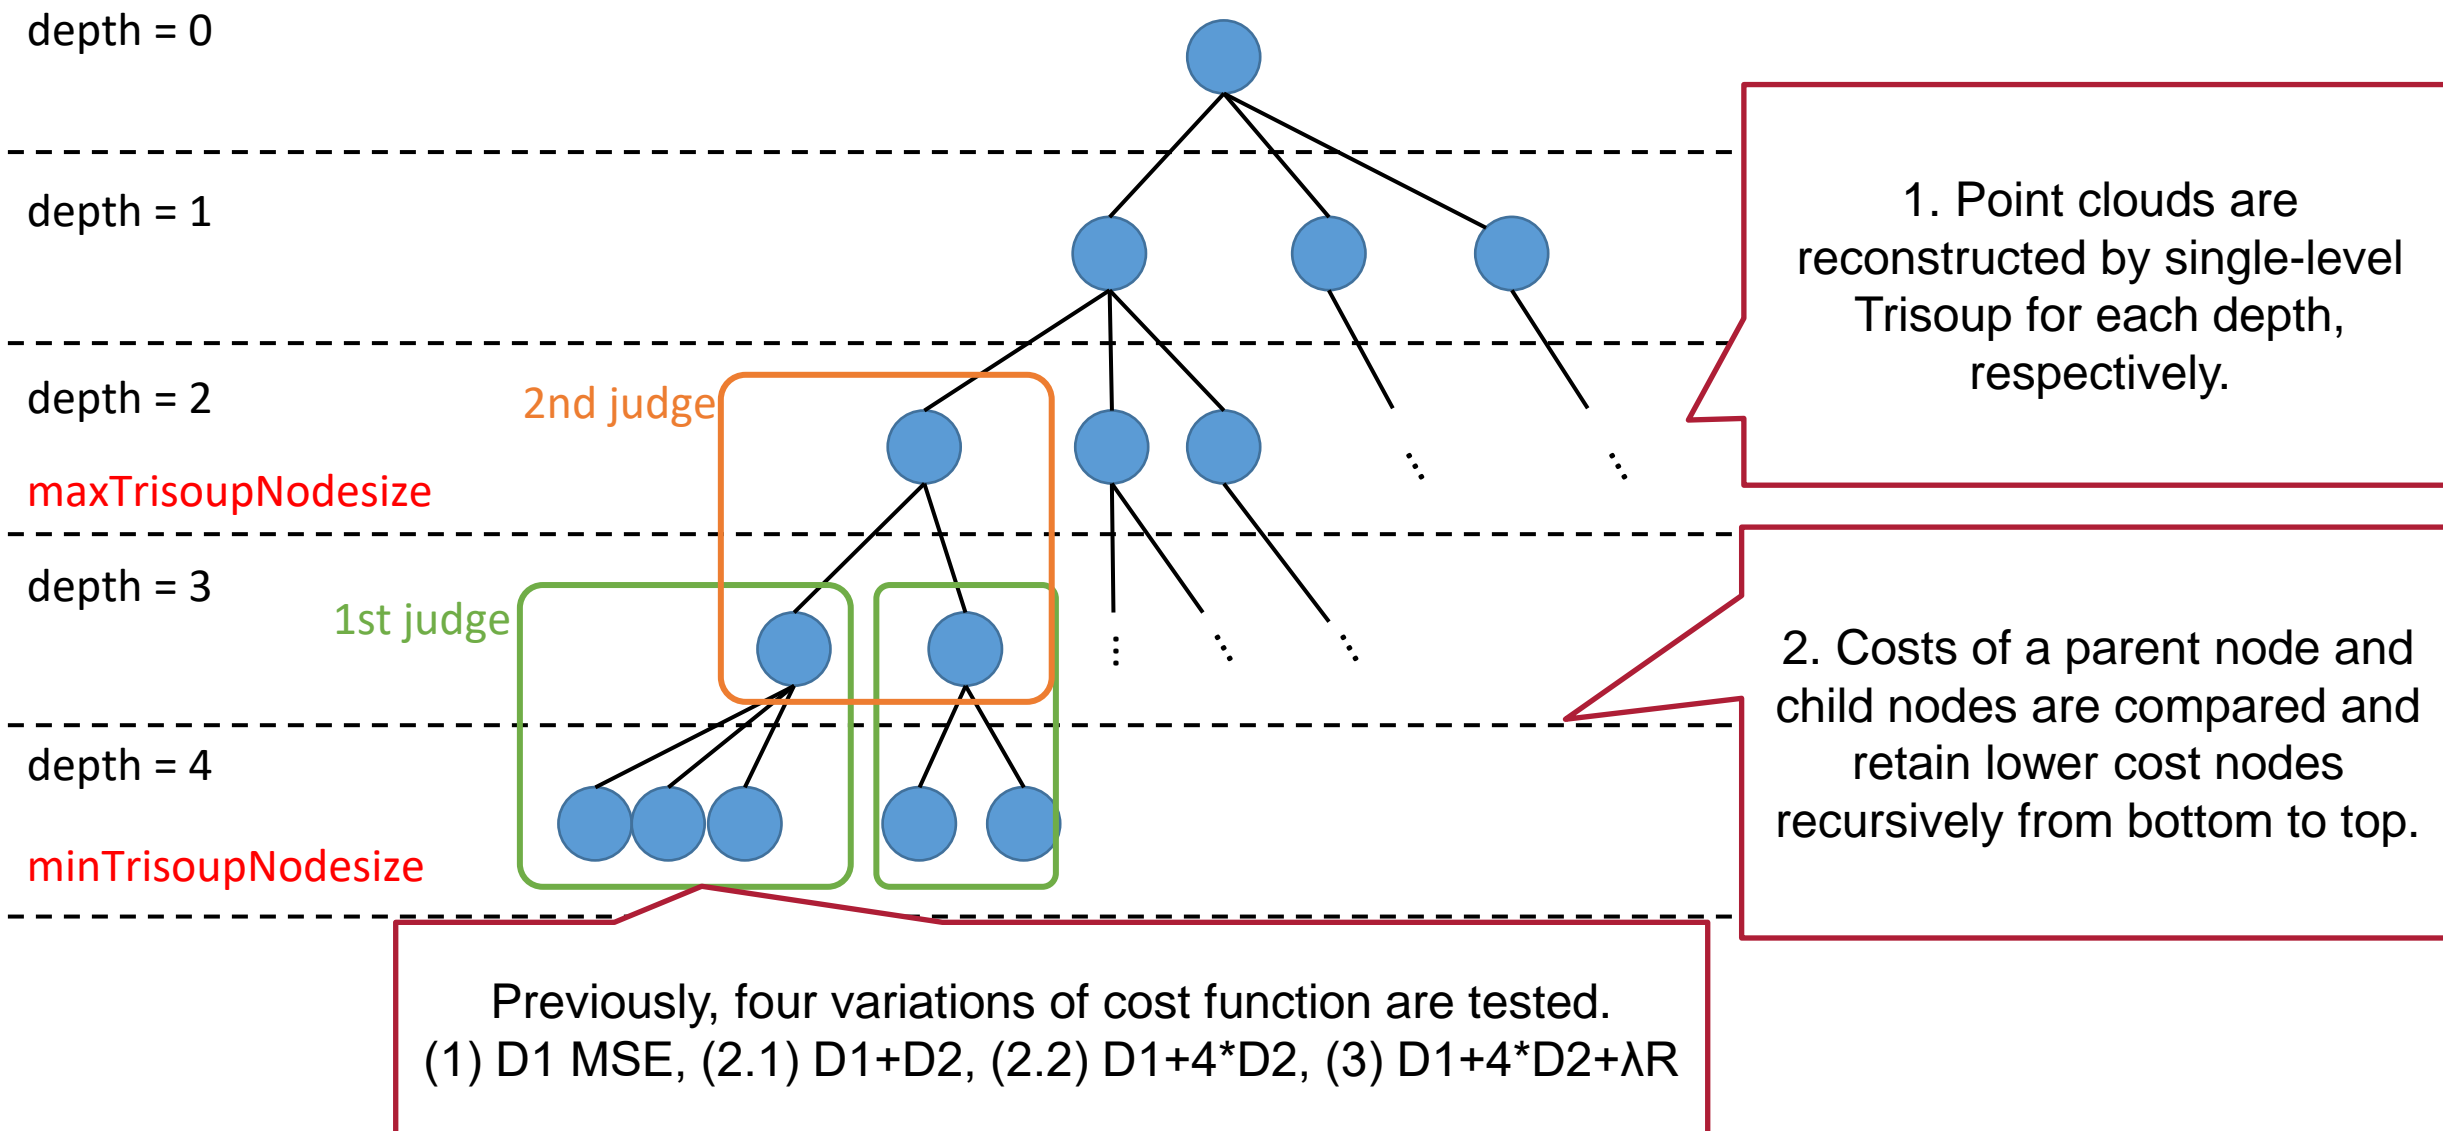 depth = 0
depth = 1
1. Point clouds are
reconstructed by single-level
Trisoup for each depth,
respectively.
depth = 2
2nd judge
maxTrisoupNodesize
depth = 3
1st judge
2. Costs of a parent node and
child nodes are compared and
retain lower cost nodes
recursively from bottom to top.
depth = 4
minTrisoupNodesize
Previously, four variations of cost function are tested.
(1) D1 MSE, (2.1) D1+D2, (2.2) D1+4*D2, (3) D1+4*D2+λR